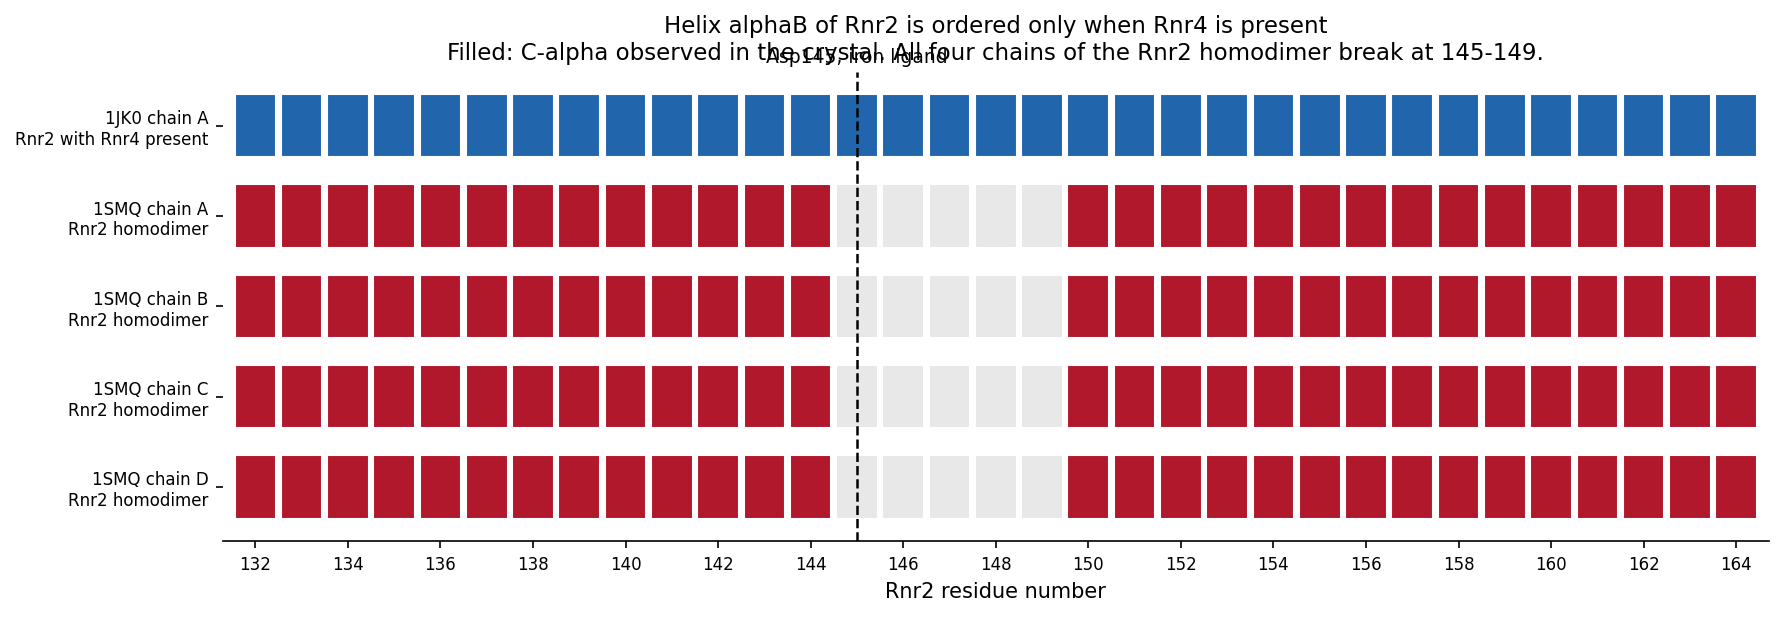 Helix alphaB of Rnr2 is ordered only when Rnr4 is present
Filled: C-alpha observed in the crystal. All four chains of the Rnr2 homodimer break at 145-149.
Asp145, iron ligand
1JK0 chain A
Rnr2 with Rnr4 present
1SMQ chain A
Rnr2 homodimer
1SMQ chain B
Rnr2 homodimer
1SMQ chain C
Rnr2 homodimer
1SMQ chain D
Rnr2 homodimer
132 134 136 138 140 142 144 146 148 150 152 154 156 158 160 162 164
Rnr2 residue number